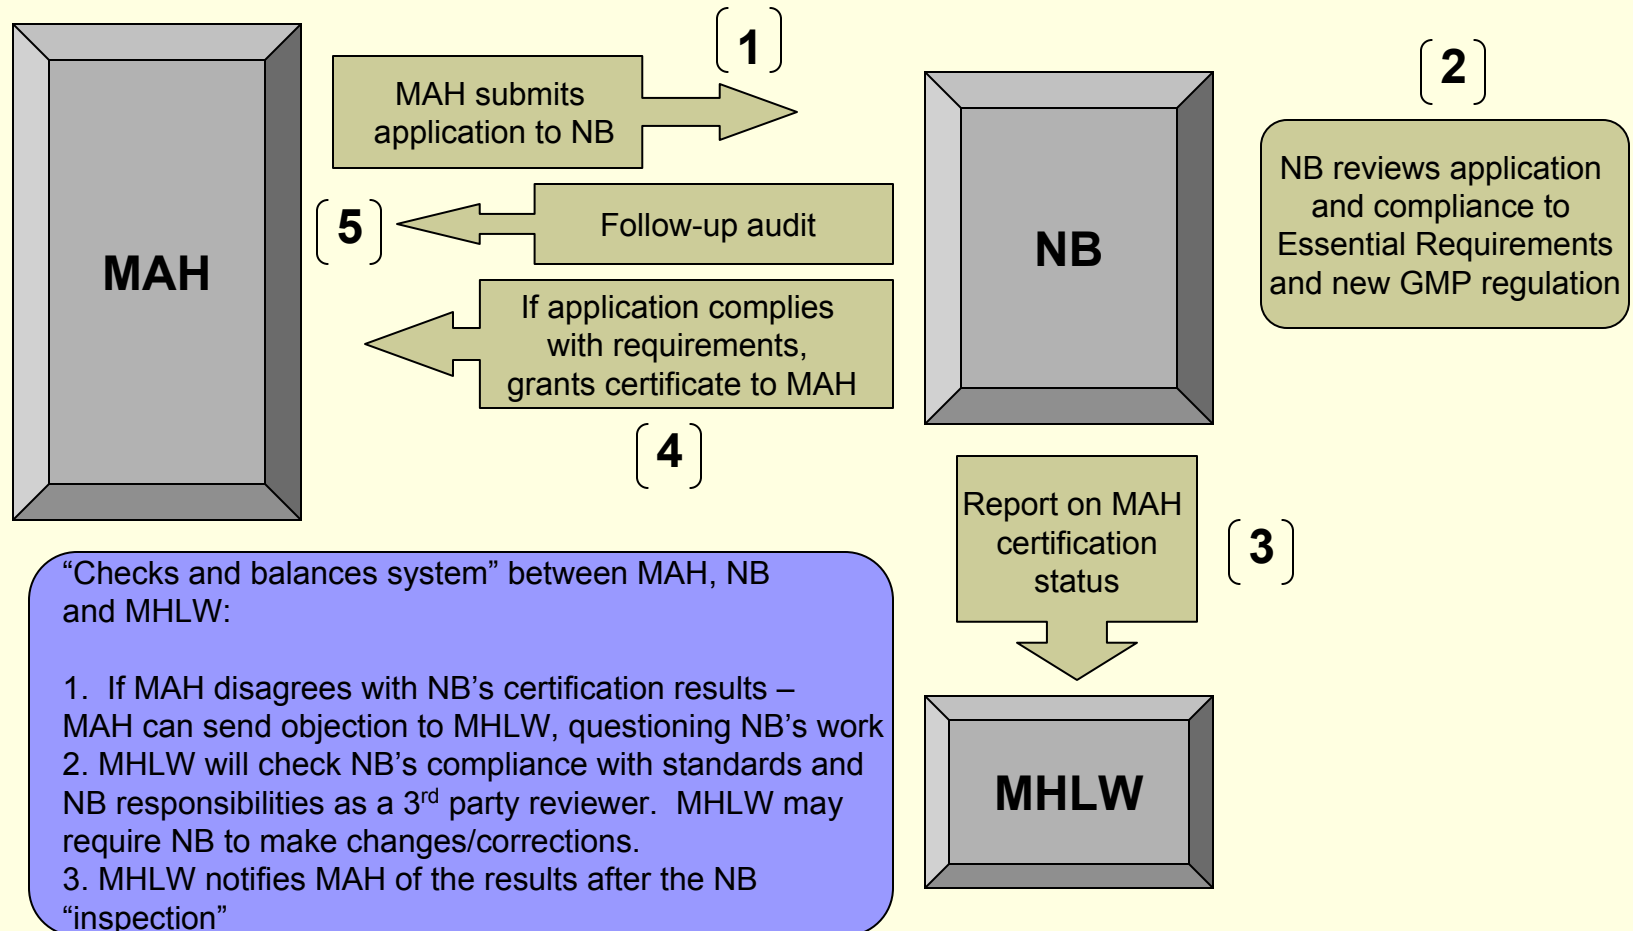 [1]
MAH submits
application to NB
[2]
NB reviews application
and compliance to
Essential Requirements
and new GMP regulation
MAH
[5]
Follow-up audit
NB
If application complies
with requirements,
grants certificate to MAH
[4]
Report on MAH
certification
status
[3]
“Checks and balances system” between MAH, NB
and MHLW:
1. If MAH disagrees with NB’s certification results –
MAH can send objection to MHLW, questioning NB’s work
2. MHLW will check NB’s compliance with standards and
NB responsibilities as a 3rd party reviewer. MHLW may
require NB to make changes/corrections.
3. MHLW notifies MAH of the results after the NB
“inspection”
MHLW